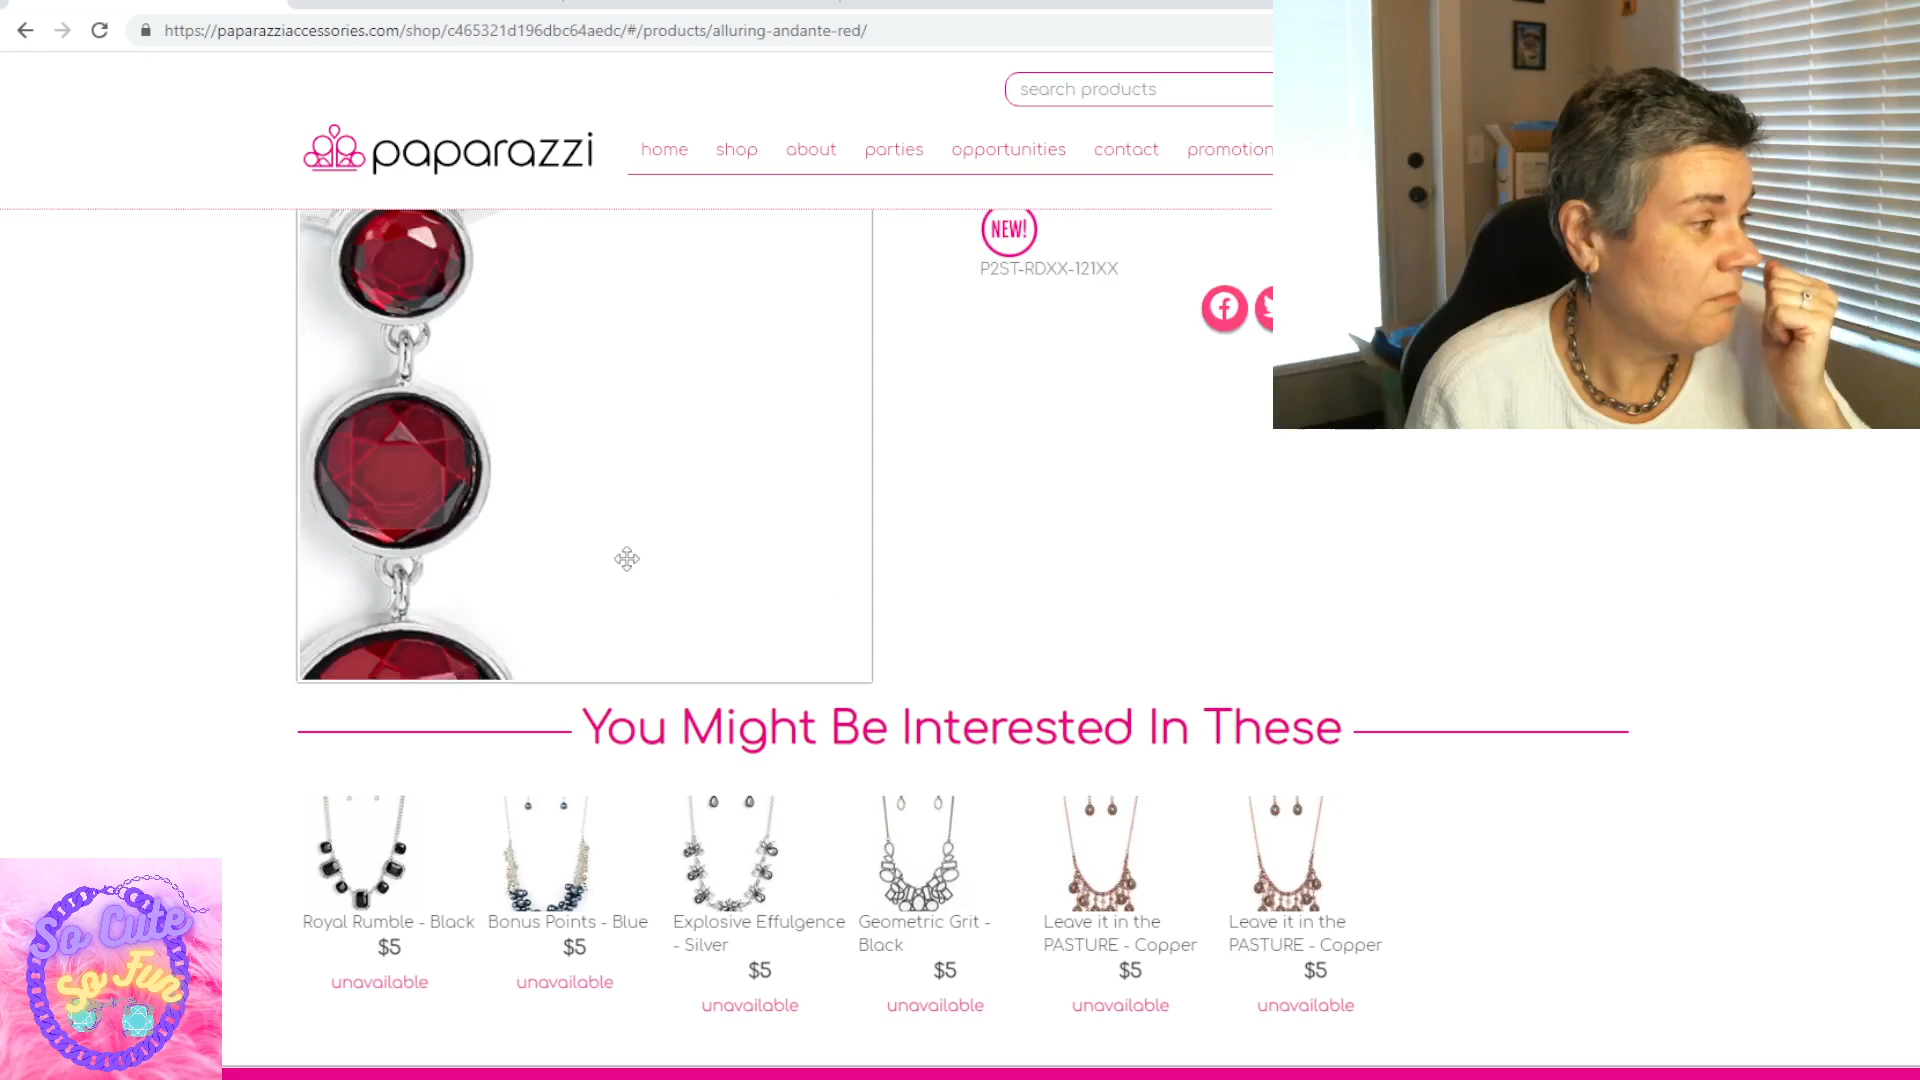 https://paparazziaccessories.com/shop/c465321d196dbc64aedc/#/products/alluring-andante-red/
search products
paparazzi
home shop about parties opportunities contact promotion
NEW!
P2ST-RDXX-121XX
You Might Be Interested In These
Royal Rumble - Black
$5
unavailable
Bonus Points - Blue
$5
unavailable
Explosive Effulgence
- Silver
$5
unavailable
Geometric Grit -
Black
$5
unavailable
Leave it in the
PASTURE - Copper
$5
unavailable
Leave it in the
PASTURE - Copper
$5
unavailable
So Cute
So Fun